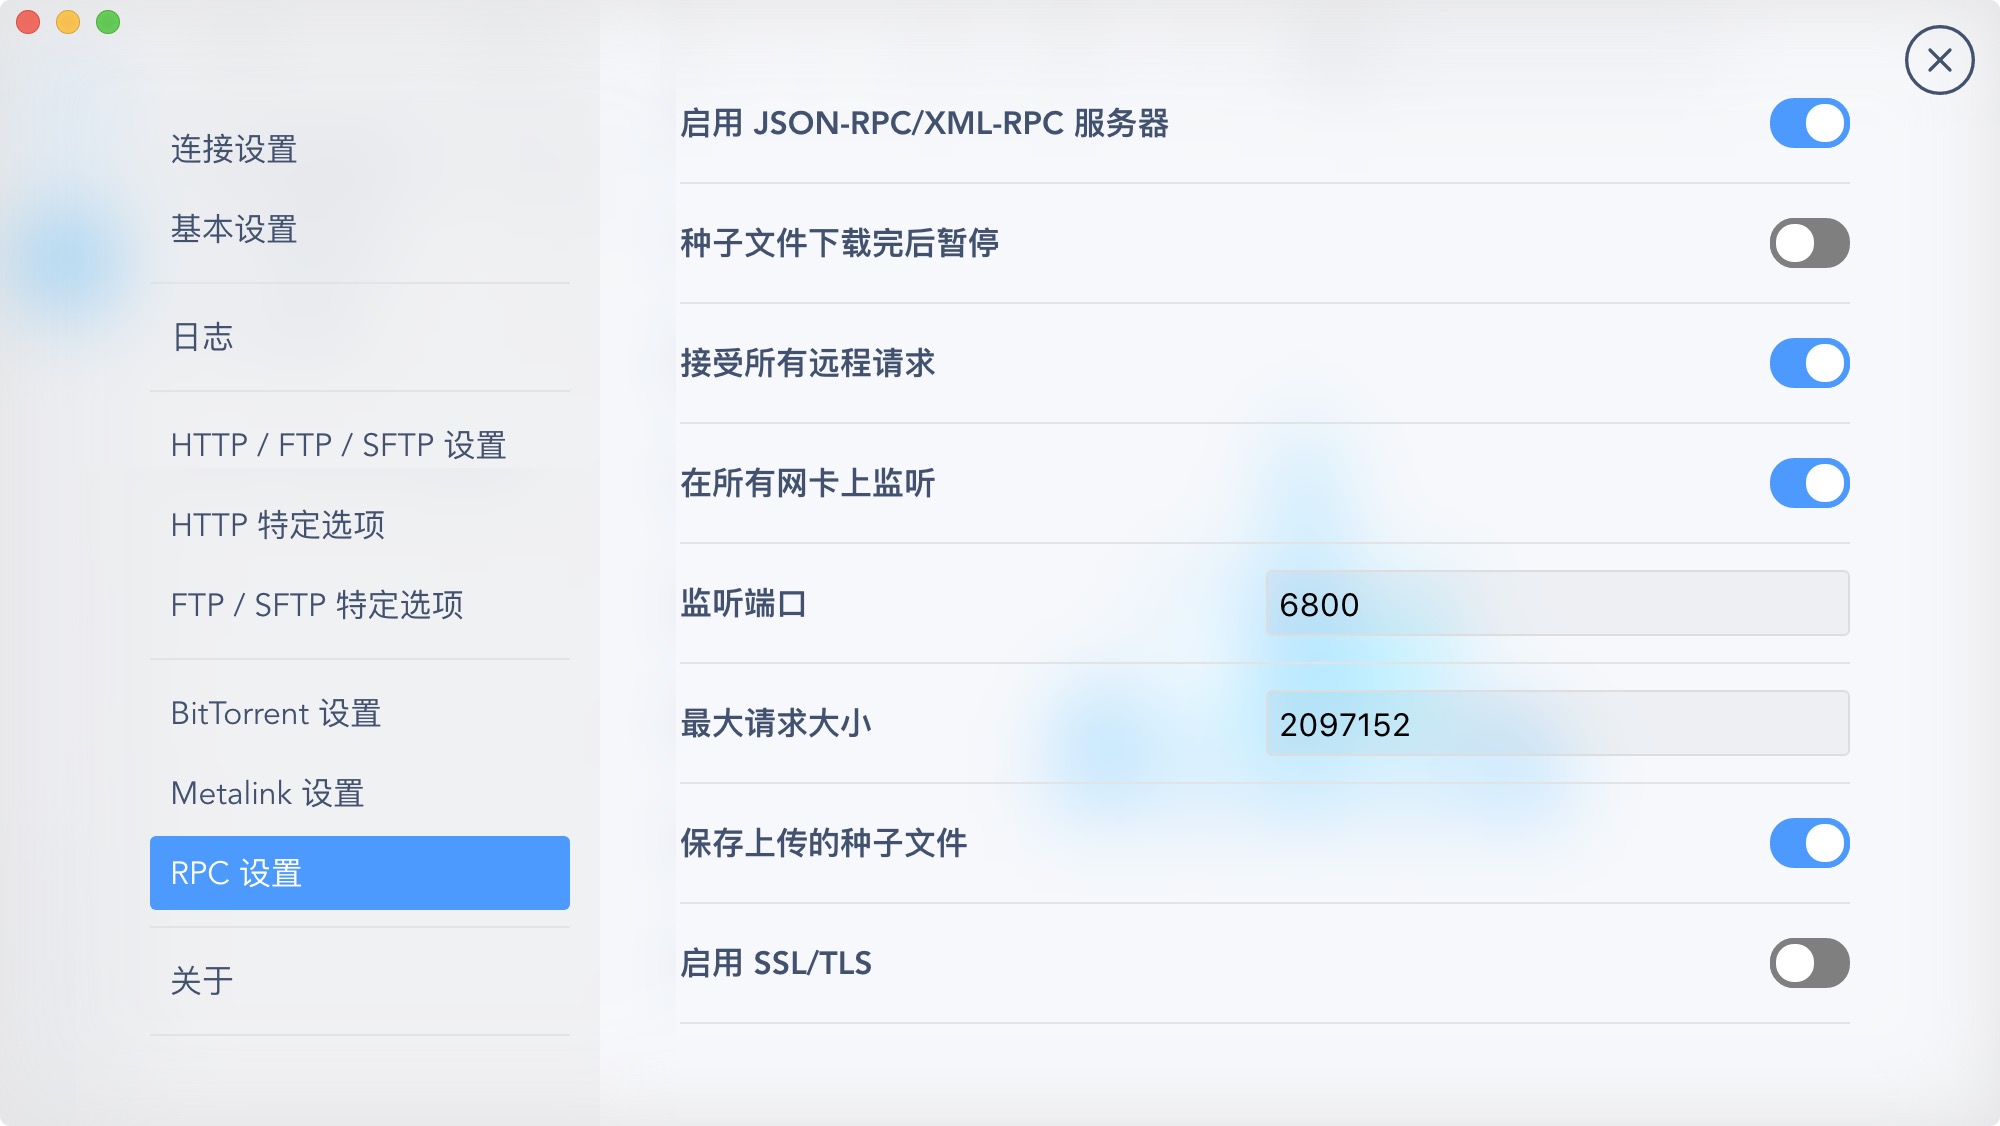 连接设置
基本设置
日志
HTTP / FTP / SFTP 设置
HTTP 特定选项
FTP / SFTP 特定选项
BitTorrent 设置
Metalink 设置
RPC 设置
关于
启用 JSON-RPC/XML-RPC 服务器
种子文件下载完后暂停
接受所有远程请求
在所有网卡上监听
监听端口
6800
最大请求大小
2097152
保存上传的种子文件
启用 SSL/TLS